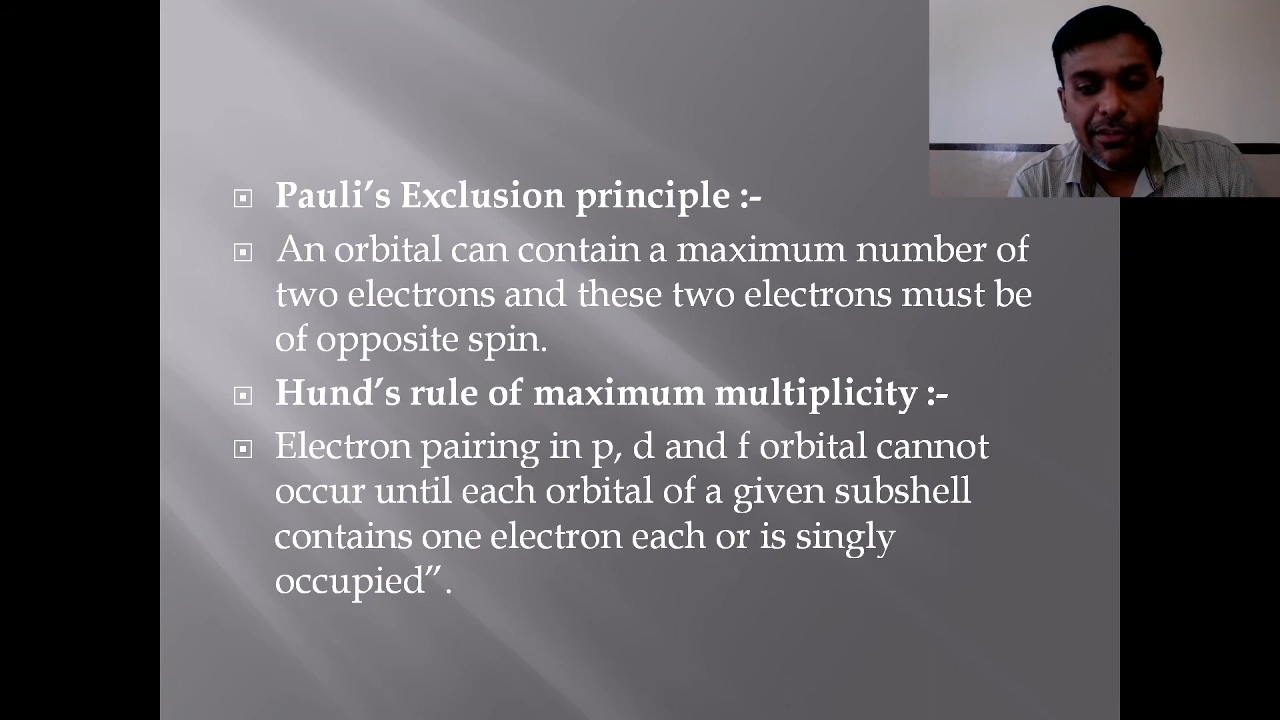 Pauli’s Exclusion principle :-
An orbital can contain a maximum number of
two electrons and these two electrons must be
of opposite spin.
Hund’s rule of maximum multiplicity :-
Electron pairing in p, d and f orbital cannot
occur until each orbital of a given subshell
contains one electron each or is singly
occupied”.